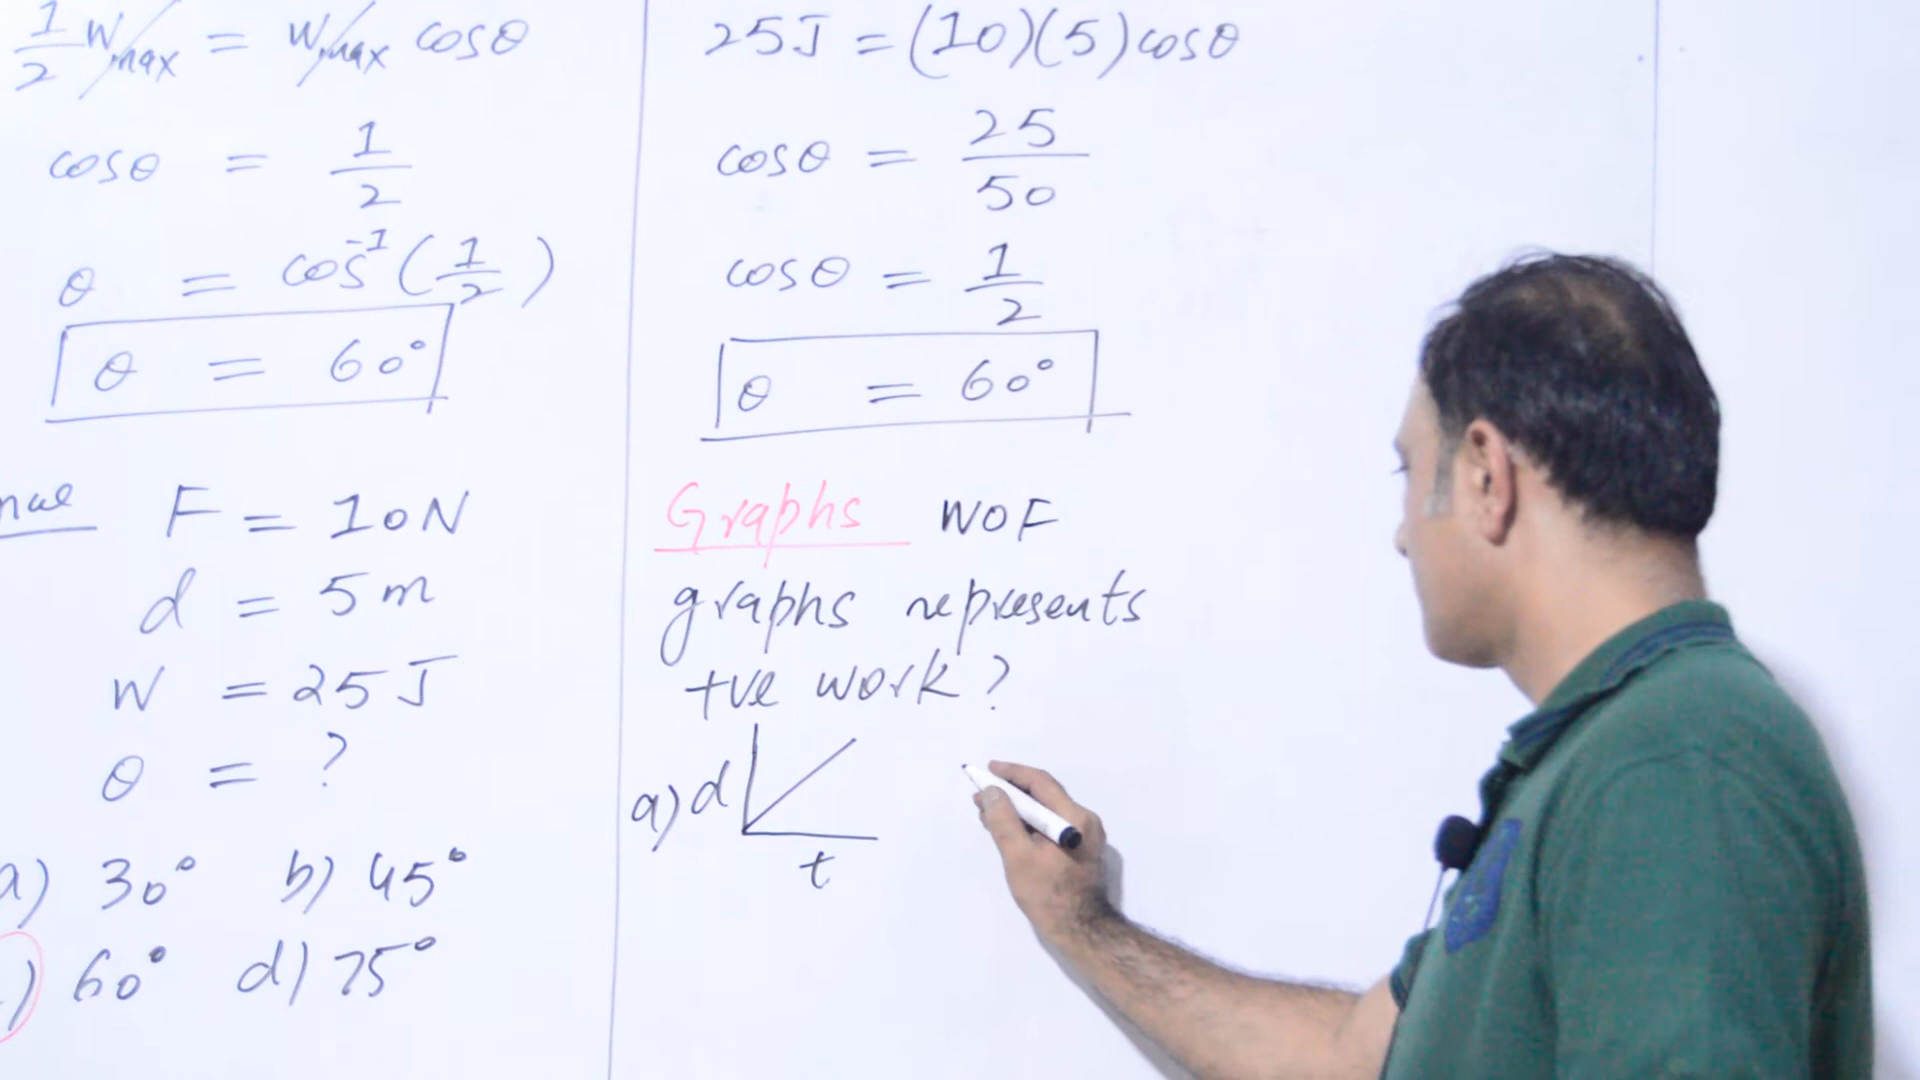 1/2 Wmax = Wmax cosθ
cosθ = 1/2
θ = cos⁻¹(1/2)
θ = 60°
F = 10N
d = 5m
W = 25J
θ = ?
a) 30° b) 45°
) 60° d) 75°
25J = (10)(5)cosθ
cosθ = 25/50
cosθ = 1/2
θ = 60°
Graphs WOF
graphs represents
+ve work?
a) d
t